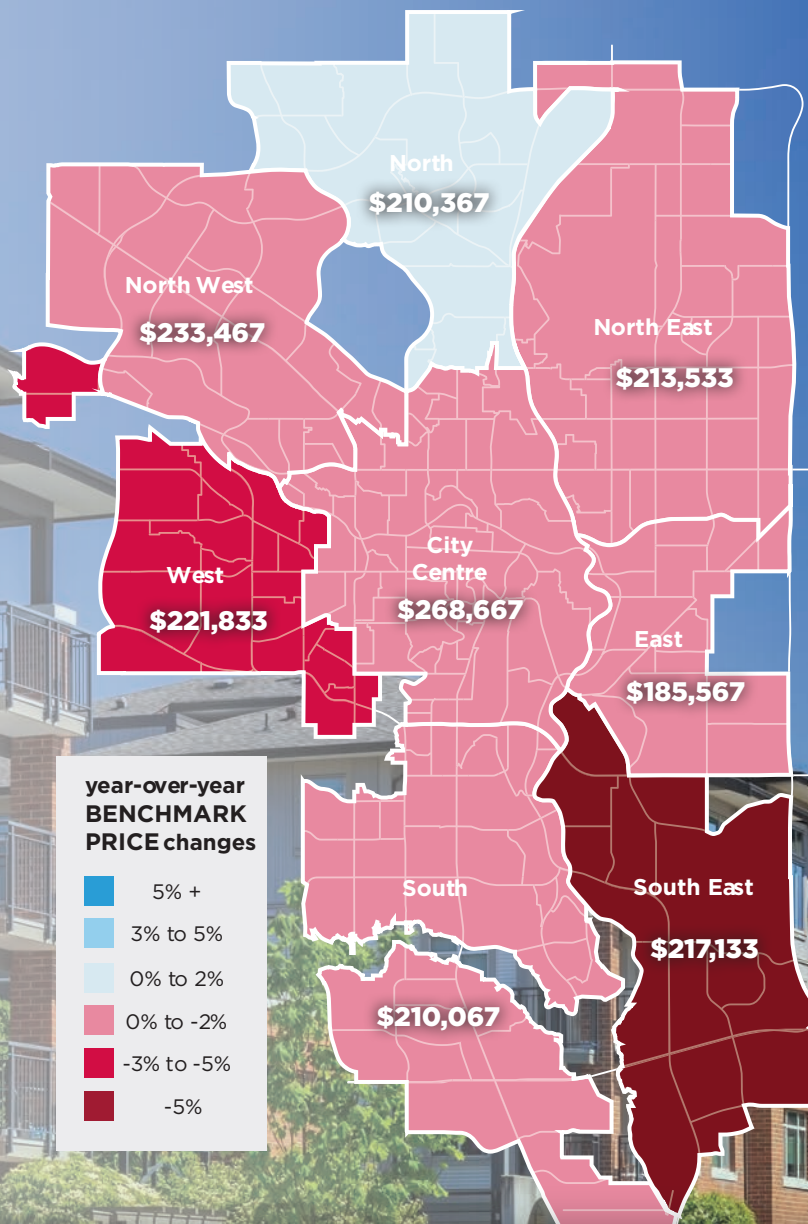 North
$210,367
North West
$233,467
North East
$213,533
City
Centre
$268,667
West
$221,833
East
$185,567
South East
$217,133
South
$210,067
year-over-year
BENCHMARK
PRICE changes
5% +
3% to 5%
0% to 2%
0% to -2%
-3% to -5%
-5%